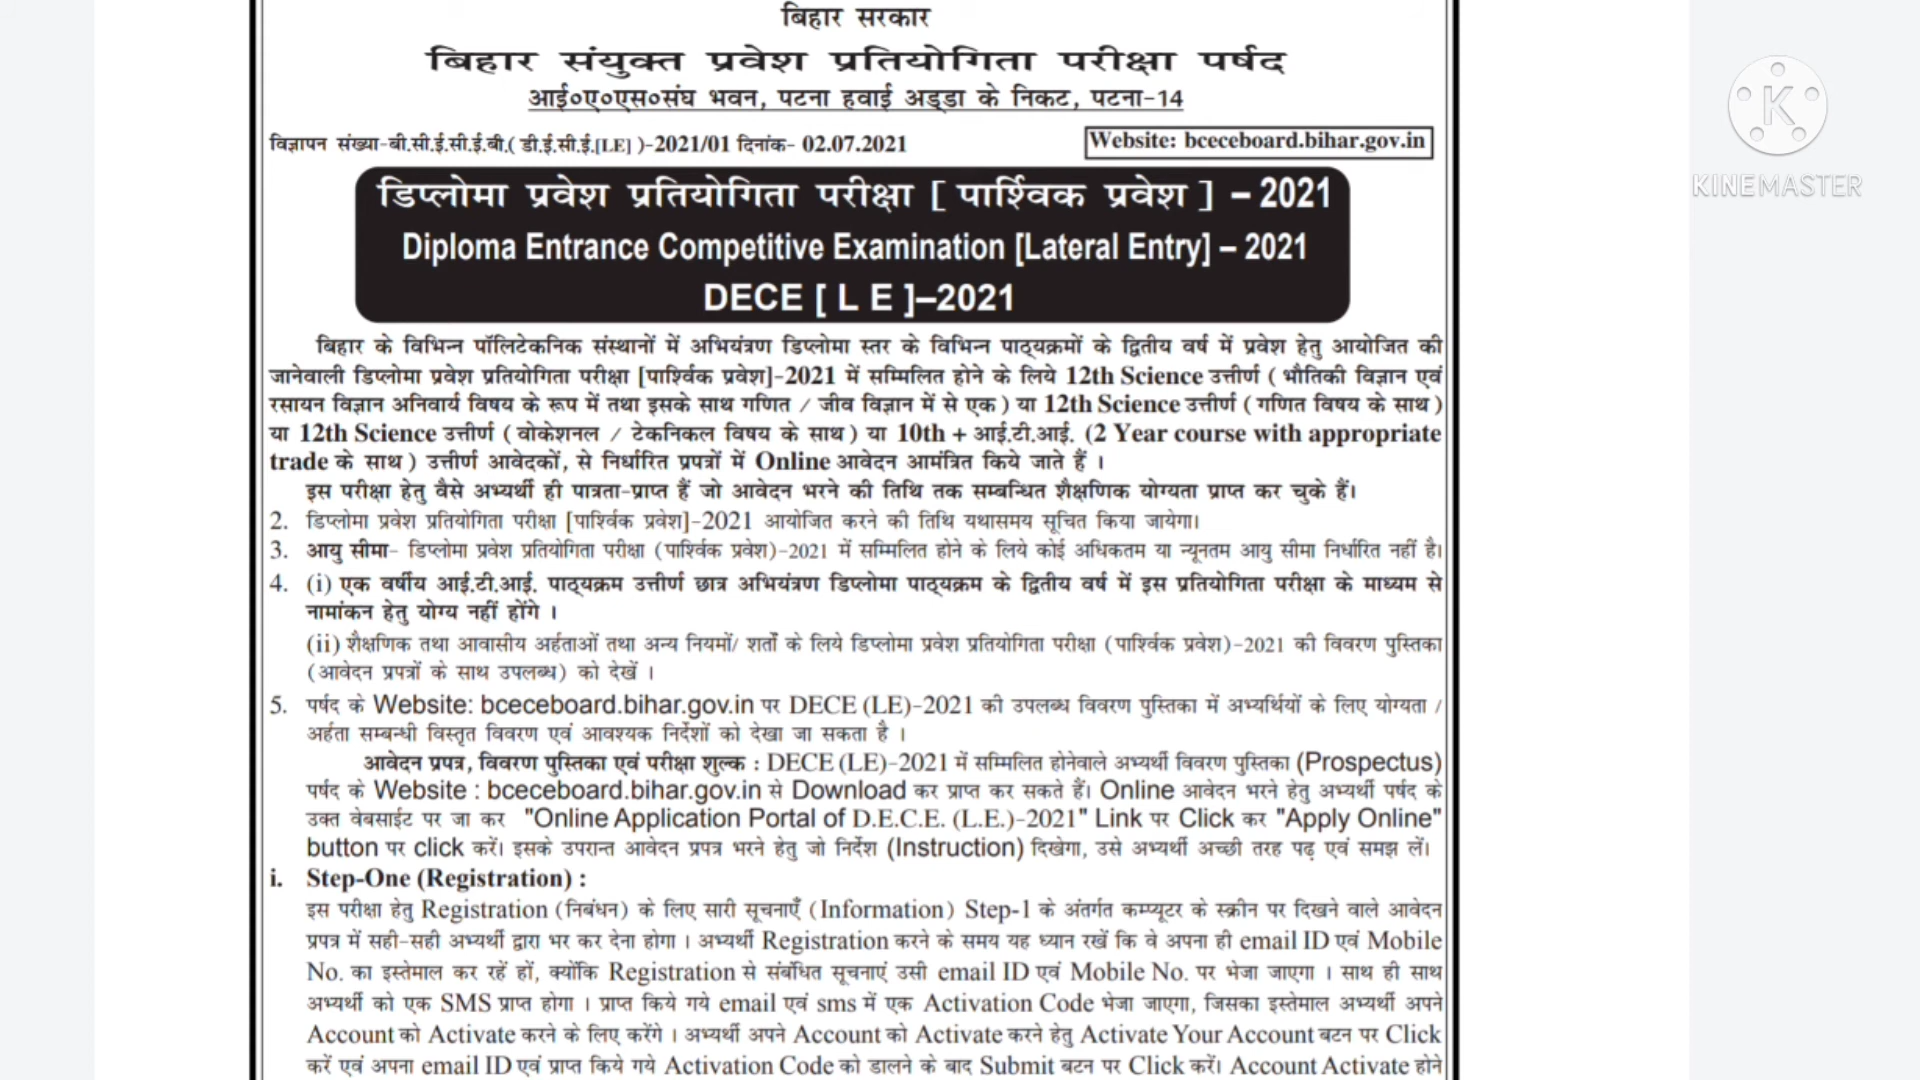 बिहार सरकार
बिहार संयुक्त प्रवेश प्रतियोगिता परीक्षा पर्षद
आई०ए०एस०संघ भवन, पटना हवाई अड्डा के निकट, पटना-14
विज्ञापन संख्या-बी.सी.ई.सी.ई.बी.( डी.ई.सी.ई.[LE] )-2021/01 दिनांक- 02.07.2021
Website: bceceboard.bihar.gov.in
K
KINEMASTER
डिप्लोमा प्रवेश प्रतियोगिता परीक्षा [ पार्श्विक प्रवेश ] – 2021
Diploma Entrance Competitive Examination [Lateral Entry] – 2021
DECE [ L E ]–2021
बिहार के विभिन्न पॉलिटेकनिक संस्थानों में अभियंत्रण डिप्लोमा स्तर के विभिन्न पाठ्यक्रमों के द्वितीय वर्ष में प्रवेश हेतु आयोजित की
जानेवाली डिप्लोमा प्रवेश प्रतियोगिता परीक्षा [पार्श्विक प्रवेश]-2021 में सम्मिलित होने के लिये 12th Science उत्तीर्ण ( भौतिकी विज्ञान एवं
रसायन विज्ञान अनिवार्य विषय के रूप में तथा इसके साथ गणित / जीव विज्ञान में से एक ) या 12th Science उत्तीर्ण ( गणित विषय के साथ )
या 12th Science उत्तीर्ण ( वोकेशनल / टेकनिकल विषय के साथ ) या 10th + आई.टी.आई. (2 Year course with appropriate
trade के साथ ) उत्तीर्ण आवेदकों, से निर्धारित प्रपत्रों में Online आवेदन आमंत्रित किये जाते हैं ।
इस परीक्षा हेतु वैसे अभ्यर्थी ही पात्रता-प्राप्त हैं जो आवेदन भरने की तिथि तक सम्बन्धित शैक्षणिक योग्यता प्राप्त कर चुके हैं।
2. डिप्लोमा प्रवेश प्रतियोगिता परीक्षा [पार्श्विक प्रवेश]-2021 आयोजित करने की तिथि यथासमय सूचित किया जायेगा।
3. आयु सीमा- डिप्लोमा प्रवेश प्रतियोगिता परीक्षा (पार्श्विक प्रवेश)-2021 में सम्मिलित होने के लिये कोई अधिकतम या न्यूनतम आयु सीमा निर्धारित नहीं है।
4. (i) एक वर्षीय आई.टी.आई. पाठ्यक्रम उत्तीर्ण छात्र अभियंत्रण डिप्लोमा पाठ्यक्रम के द्वितीय वर्ष में इस प्रतियोगिता परीक्षा के माध्यम से
नामांकन हेतु योग्य नहीं होंगे ।
(ii) शैक्षणिक तथा आवासीय अर्हताओं तथा अन्य नियमों/ शर्तों के लिये डिप्लोमा प्रवेश प्रतियोगिता परीक्षा (पार्श्विक प्रवेश)-2021 की विवरण पुस्तिका
(आवेदन प्रपत्रों के साथ उपलब्ध) को देखें ।
5. पर्षद के Website: bceceboard.bihar.gov.in पर DECE (LE)-2021 की उपलब्ध विवरण पुस्तिका में अभ्यर्थियों के लिए योग्यता /
अर्हता सम्बन्धी विस्तृत विवरण एवं आवश्यक निर्देशों को देखा जा सकता है ।
आवेदन प्रपत्र, विवरण पुस्तिका एवं परीक्षा शुल्क : DECE (LE)-2021 में सम्मिलित होनेवाले अभ्यर्थी विवरण पुस्तिका (Prospectus)
पर्षद के Website : bceceboard.bihar.gov.in से Download कर प्राप्त कर सकते हैं। Online आवेदन भरने हेतु अभ्यर्थी पर्षद के
उक्त वेबसाईट पर जा कर "Online Application Portal of D.E.C.E. (L.E.)-2021" Link पर Click कर "Apply Online"
button पर click करें। इसके उपरान्त आवेदन प्रपत्र भरने हेतु जो निर्देश (Instruction) दिखेगा, उसे अभ्यर्थी अच्छी तरह पढ़ एवं समझ लें।
i. Step-One (Registration) :
इस परीक्षा हेतु Registration (निबंधन) के लिए सारी सूचनाएँ (Information) Step-1 के अंतर्गत कम्प्यूटर के स्क्रीन पर दिखने वाले आवेदन
प्रपत्र में सही-सही अभ्यर्थी द्वारा भर कर देना होगा । अभ्यर्थी Registration करने के समय यह ध्यान रखें कि वे अपना ही email ID एवं Mobile
No. का इस्तेमाल कर रहें हों, क्योंकि Registration से संबंधित सूचनाएं उसी email ID एवं Mobile No. पर भेजा जाएगा । साथ ही साथ
अभ्यर्थी को एक SMS प्राप्त होगा । प्राप्त किये गये email एवं sms में एक Activation Code भेजा जाएगा, जिसका इस्तेमाल अभ्यर्थी अपने
Account को Activate करने के लिए करेंगे । अभ्यर्थी अपने Account को Activate करने हेतु Activate Your Account बटन पर Click
करें एवं अपना email ID एवं प्राप्त किये गये Activation Code को डालने के बाद Submit बटन पर Click करें। Account Activate होने